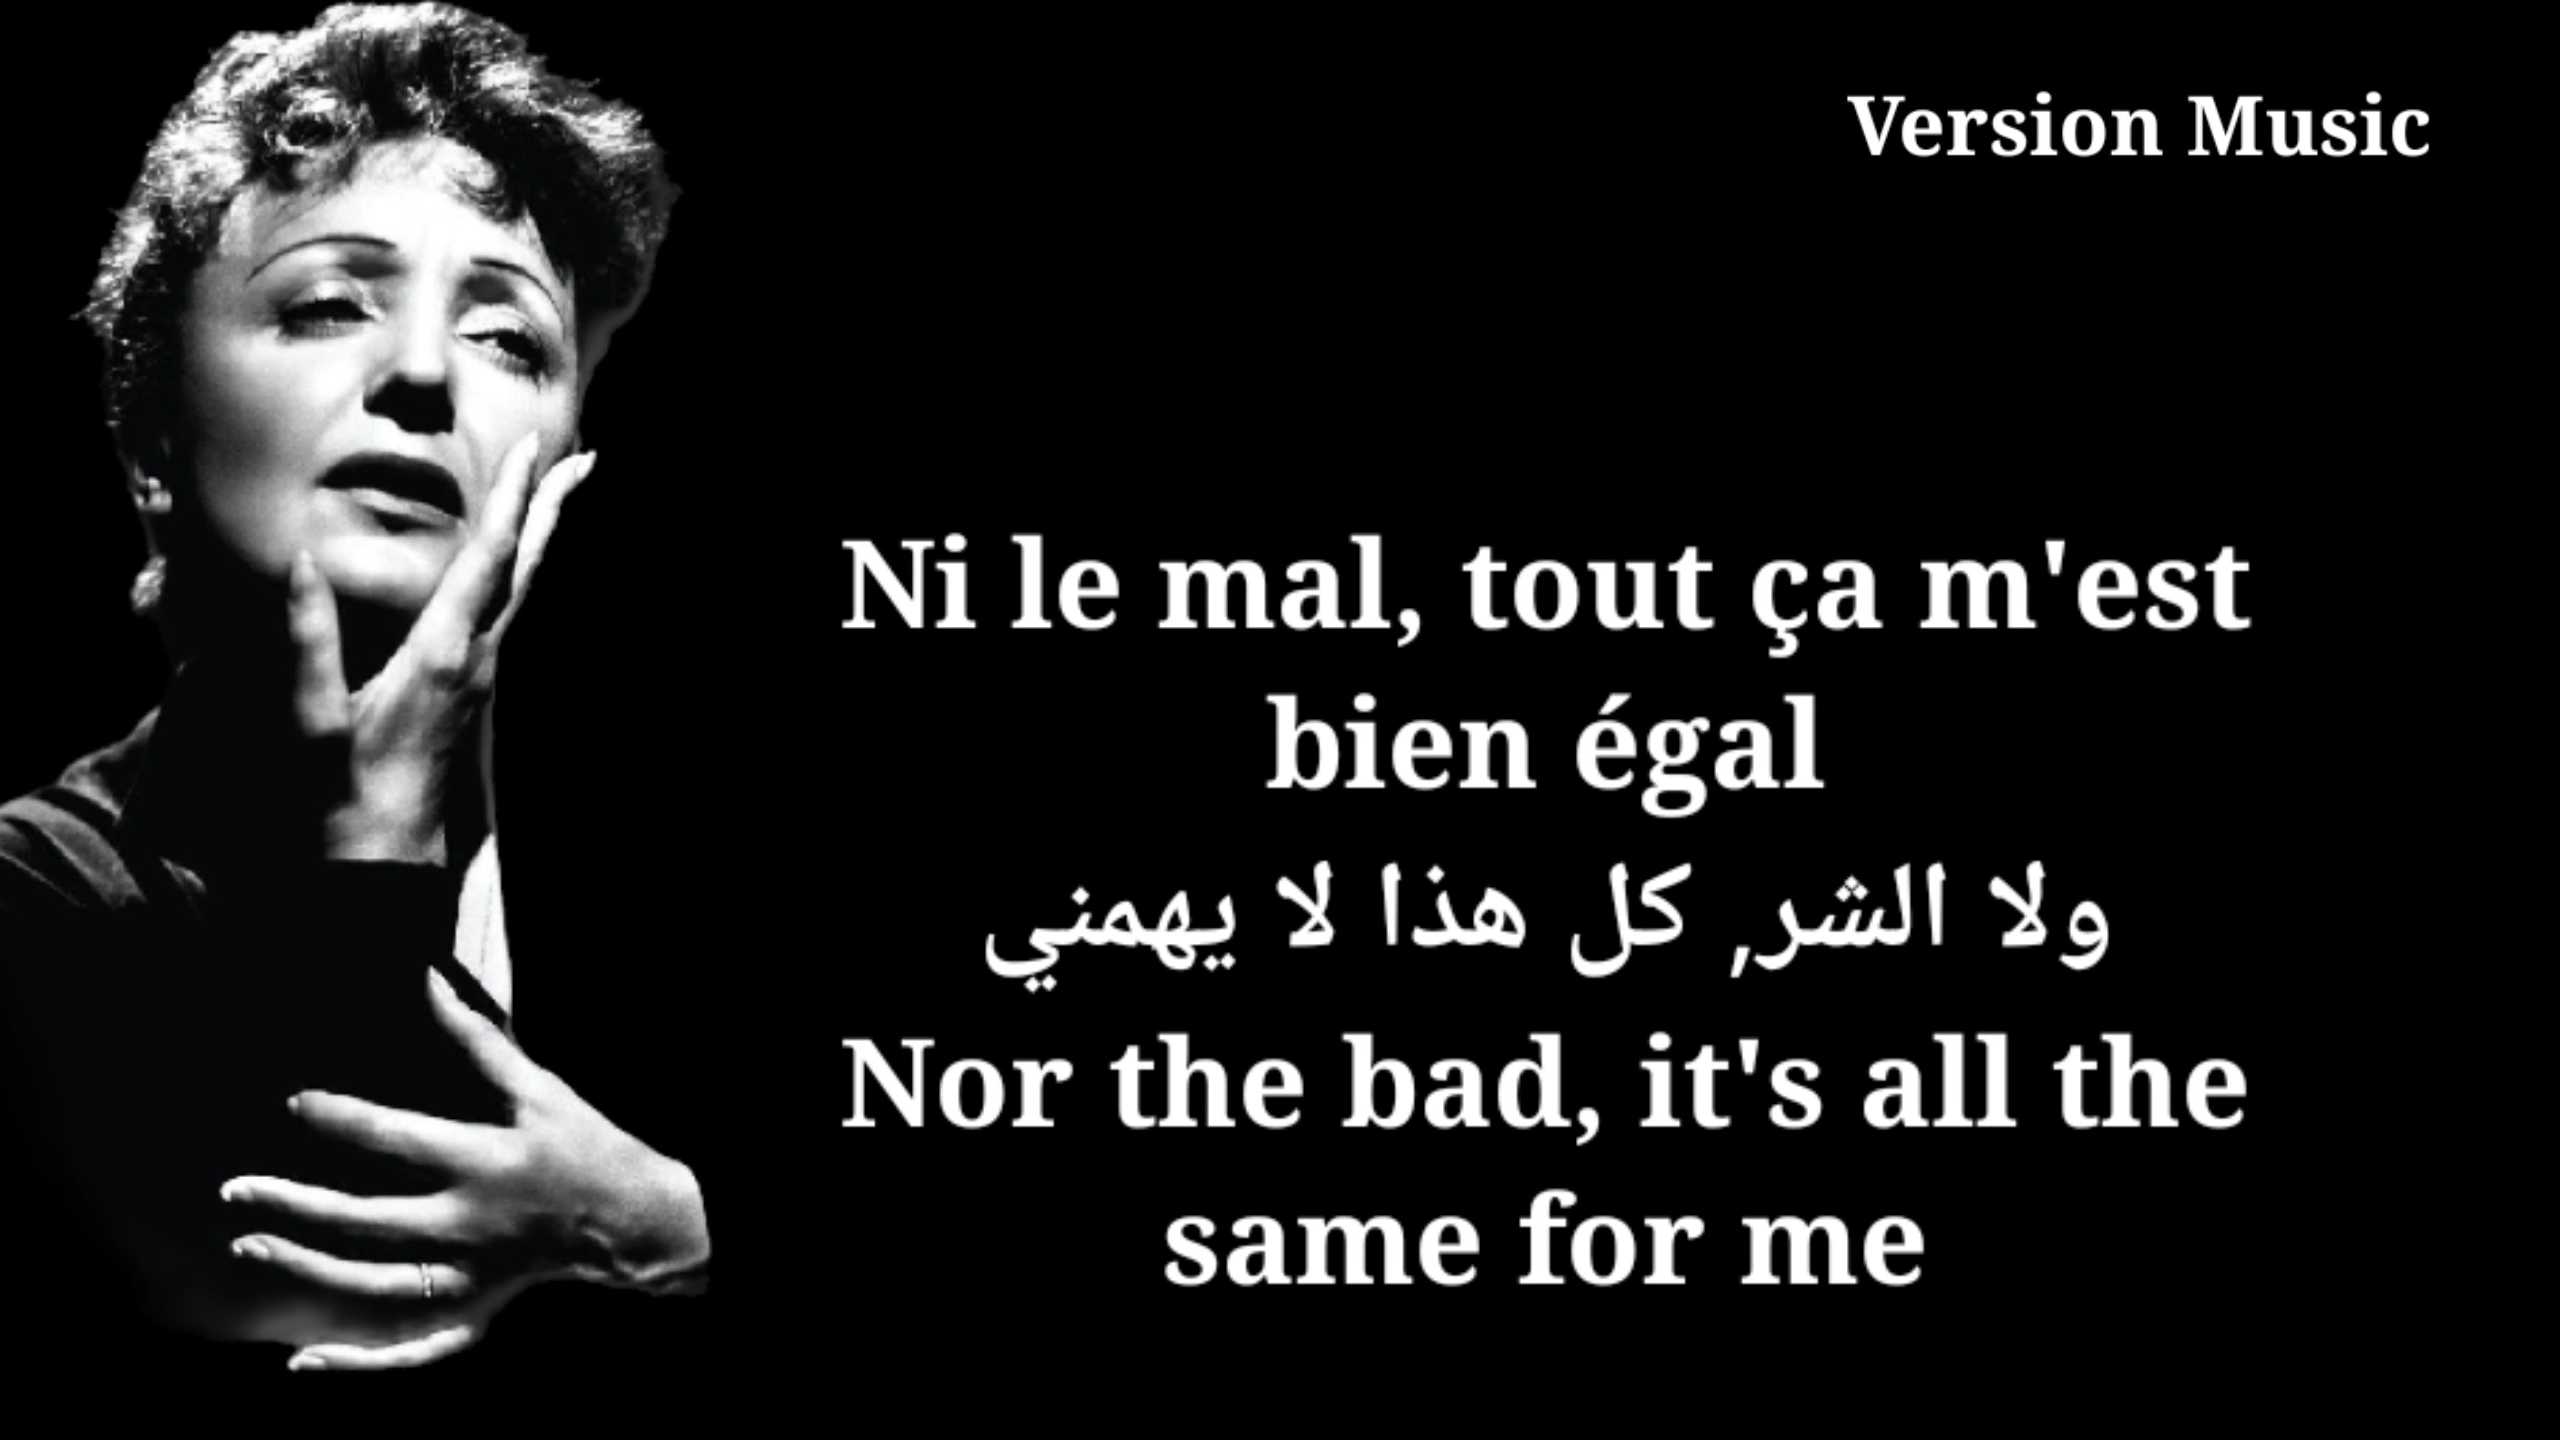 Version Music
Ni le mal, tout ça m'est
bien égal
ولا الشر, كل هذا لا يهمني
Nor the bad, it's all the
same for me